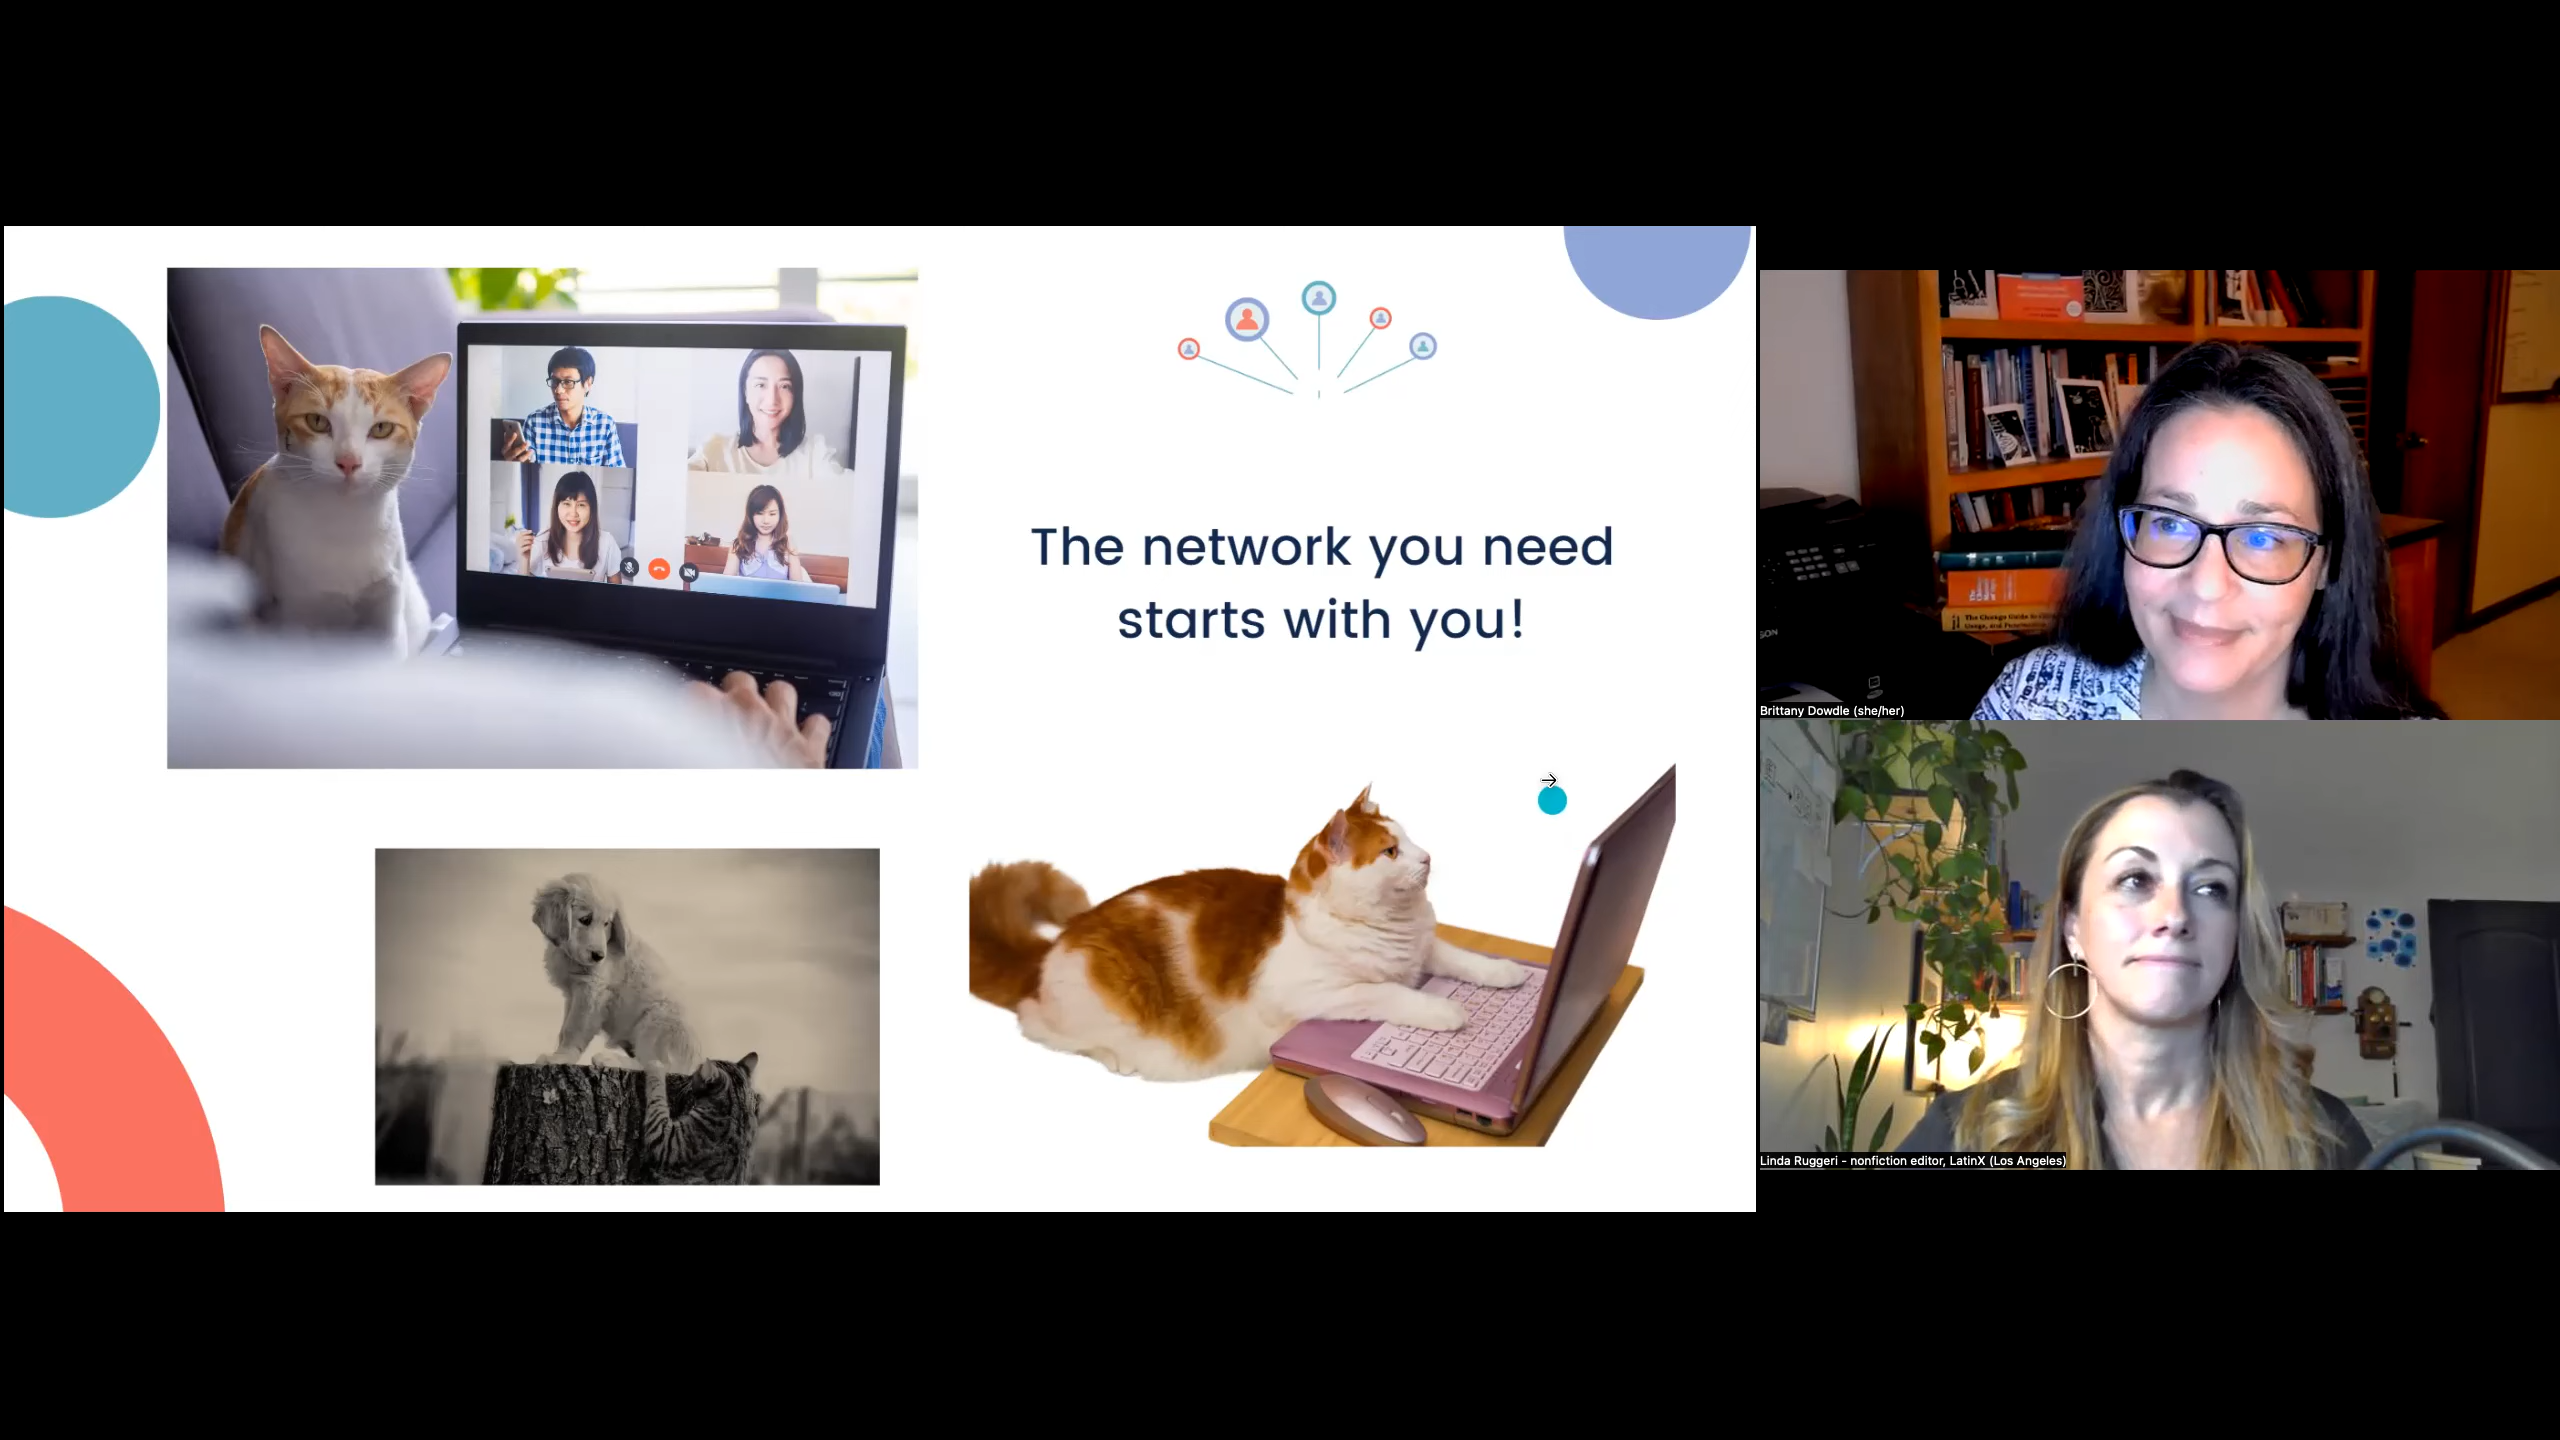 The network you need
starts with you!
Brittany Dowdle (she/her)
Linda Ruggeri - nonfiction editor, LatinX (Los Angeles)